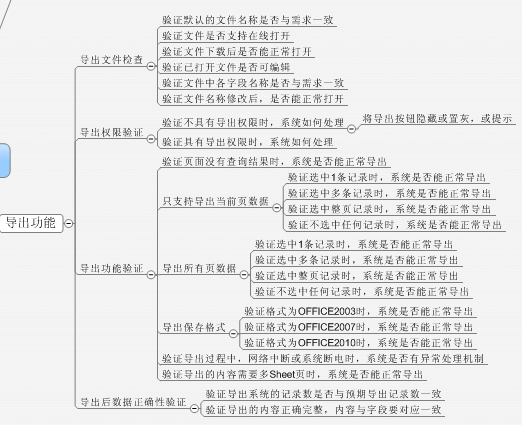 导出功能
导出文件检查
验证默认的文件名称是否与需求一致
验证文件是否支持在线打开
验证文件下载后是否能正常打开
验证已打开文件是否可编辑
验证文件中各字段名称是否与需求一致
验证文件名称修改后，是否能正常打开
导出权限验证
验证不具有导出权限时，系统如何处理
将导出按钮隐藏或置灰，或提示
验证具有导出权限时，系统如何处理
导出功能验证
验证页面没有查询结果时，系统是否能正常导出
只支持导出当前页数据
验证选中1条记录时，系统是否能正常导出
验证选中多条记录时，系统是否能正常导出
验证选中整页记录时，系统是否能正常导出
验证不选中任何记录时，系统是否能正常导出
导出所有页数据
验证选中1条记录时，系统是否能正常导出
验证选中多条记录时，系统是否能正常导出
验证选中整页记录时，系统是否能正常导出
验证不选中任何记录时，系统是否能正常导出
导出保存格式
验证格式为OFFICE2003时，系统是否能正常导出
验证格式为OFFICE2007时，系统是否能正常导出
验证格式为OFFICE2010时，系统是否能正常导出
验证导出过程中，网络中断或系统断电时，系统是否有异常处理机制
验证导出的内容需要多Sheet页时，系统是否能正常导出
导出后数据正确性验证
验证导出系统的记录数是否与预期导出记录数一致
验证导出的内容正确完整，内容与字段要对应一致